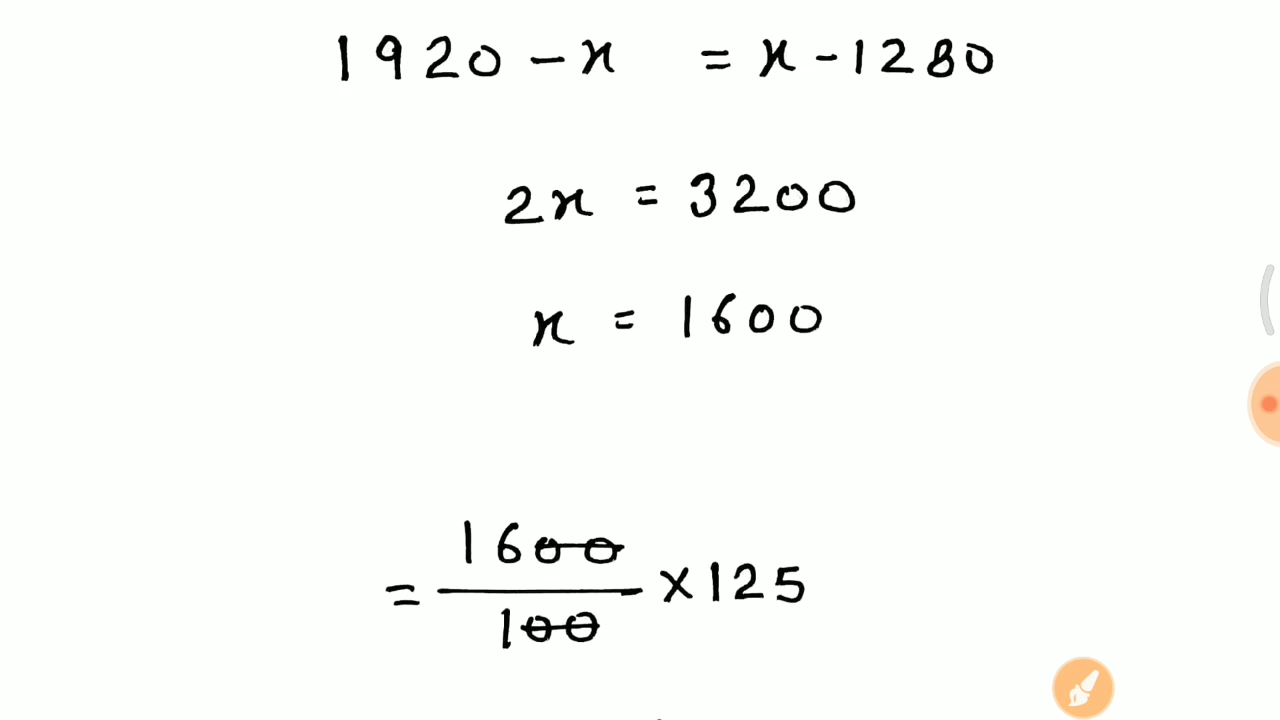 1920 - x = x - 1280
2x = 3200
x = 1600
= 1600/100 × 125